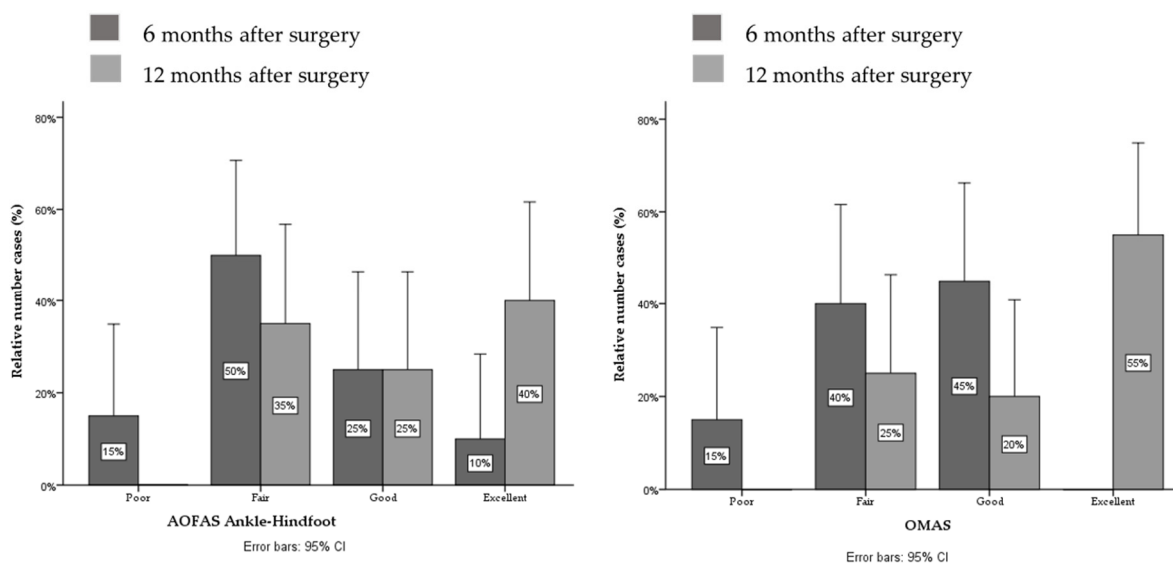 6 months after surgery
12 months after surgery
80%
60%
40%
20%
0%
Relative number cases (%)
15%
50%
35%
25%
25%
10%
40%
Poor
Fair
Good
Excellent
AOFAS Ankle-Hindfoot
Error bars: 95% CI
6 months after surgery
12 months after surgery
80%
60%
40%
20%
0%
Relative number cases (%)
15%
40%
25%
45%
20%
55%
Poor
Fair
Good
Excellent
OMAS
Error bars: 95% CI